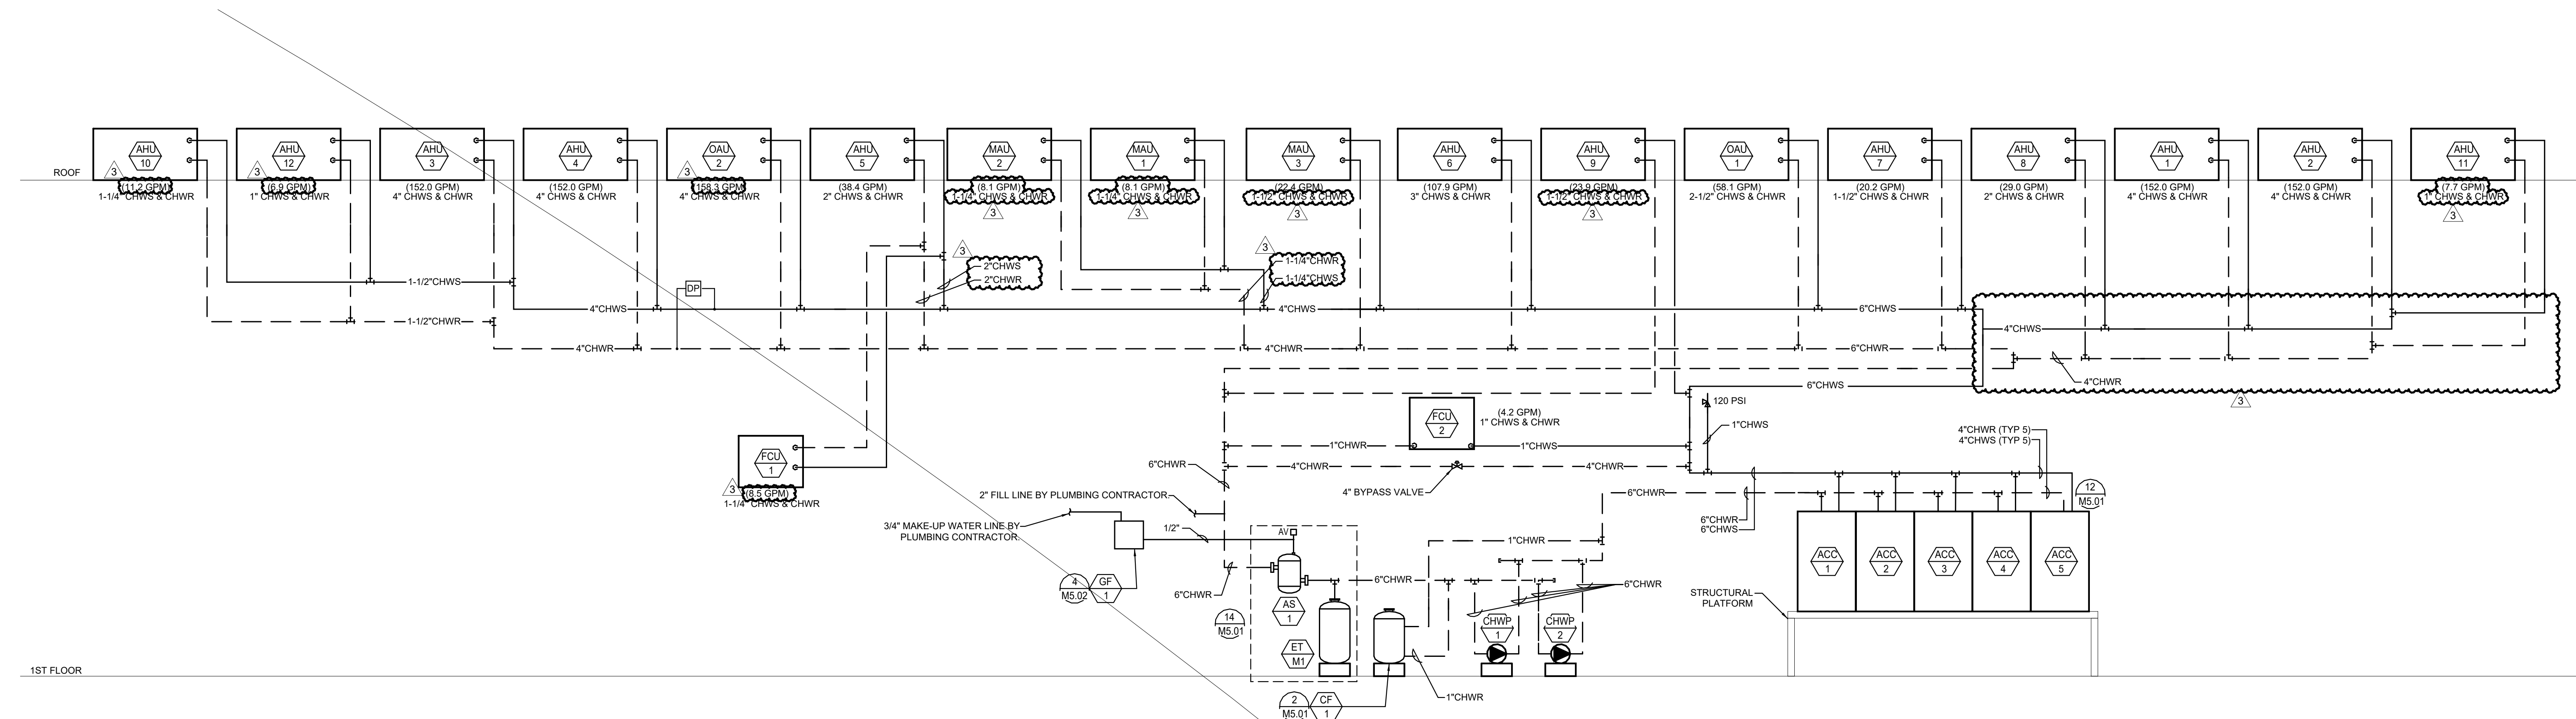 ROOF
AHU
10
3
(11.2 GPM)
1-1/4" CHWS & CHWR
AHU
12
3
(6.9 GPM)
1" CHWS & CHWR
AHU
3
(152.0 GPM)
4" CHWS & CHWR
AHU
4
(152.0 GPM)
4" CHWS & CHWR
OAU
2
3
(158.3 GPM)
4" CHWS & CHWR
AHU
5
(38.4 GPM)
2" CHWS & CHWR
MAU
2
(8.1 GPM)
1-1/4" CHWS & CHWR
3
MAU
1
(8.1 GPM)
1-1/4" CHWS & CHWR
3
MAU
3
(22.4 GPM)
1-1/2" CHWS & CHWR
3
AHU
6
(107.9 GPM)
3" CHWS & CHWR
AHU
9
(23.9 GPM)
1-1/2" CHWS & CHWR
3
OAU
1
(58.1 GPM)
2-1/2" CHWS & CHWR
AHU
7
(20.2 GPM)
1-1/2" CHWS & CHWR
AHU
8
(29.0 GPM)
2" CHWS & CHWR
AHU
1
(152.0 GPM)
4" CHWS & CHWR
AHU
2
(152.0 GPM)
4" CHWS & CHWR
AHU
11
(7.7 GPM)
1" CHWS & CHWR
3
3
2"CHWS
2"CHWR
3
1-1/4"CHWR
1-1/4"CHWS
1-1/2"CHWS
DP
4"CHWS
4"CHWS
6"CHWS
1-1/2"CHWR
4"CHWS
4"CHWR
4"CHWR
6"CHWR
4"CHWR
6"CHWS
3
120 PSI
FCU
2
(4.2 GPM)
1" CHWS & CHWR
1"CHWS
1"CHWR
1"CHWS
4"CHWR (TYP 5)
4"CHWS (TYP 5)
FCU
1
3
(8.5 GPM)
1-1/4" CHWS & CHWR
6"CHWR
4"CHWR
4"CHWR
4" BYPASS VALVE
2" FILL LINE BY PLUMBING CONTRACTOR.
6"CHWR
12
M5.01
3/4" MAKE-UP WATER LINE BY
PLUMBING CONTRACTOR.
1/2"
AV
6"CHWR
6"CHWS
1"CHWR
ACC
1
ACC
2
ACC
3
ACC
4
ACC
5
4
M5.02
GF
1
6"CHWR
6"CHWR
6"CHWR
STRUCTURAL
PLATFORM
14
M5.01
AS
1
CHWP
1
CHWP
2
ET
M1
1ST FLOOR
1"CHWR
2
M5.01
CF
1